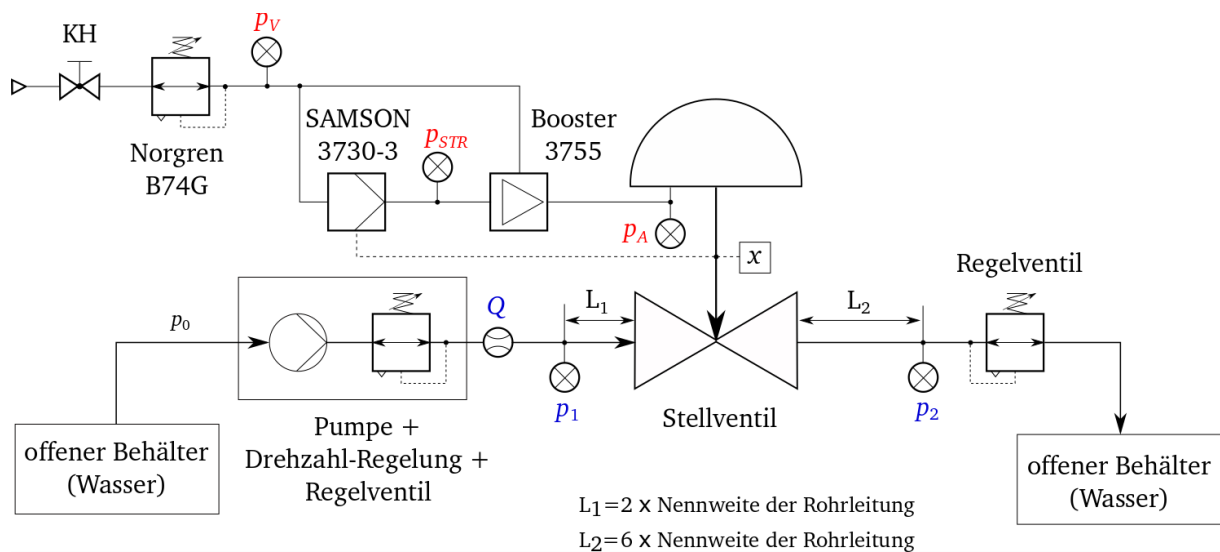 KH
p_V
Norgren
B74G
SAMSON
3730-3
p_STR
Booster
3755
p_A
x
Regelventil
p_0
Q
L_1
L_2
p_1
p_2
Stellventil
offener Behälter
(Wasser)
Pumpe +
Drehzahl-Regelung +
Regelventil
offener Behälter
(Wasser)
L_1=2 x Nennweite der Rohrleitung
L_2=6 x Nennweite der Rohrleitung